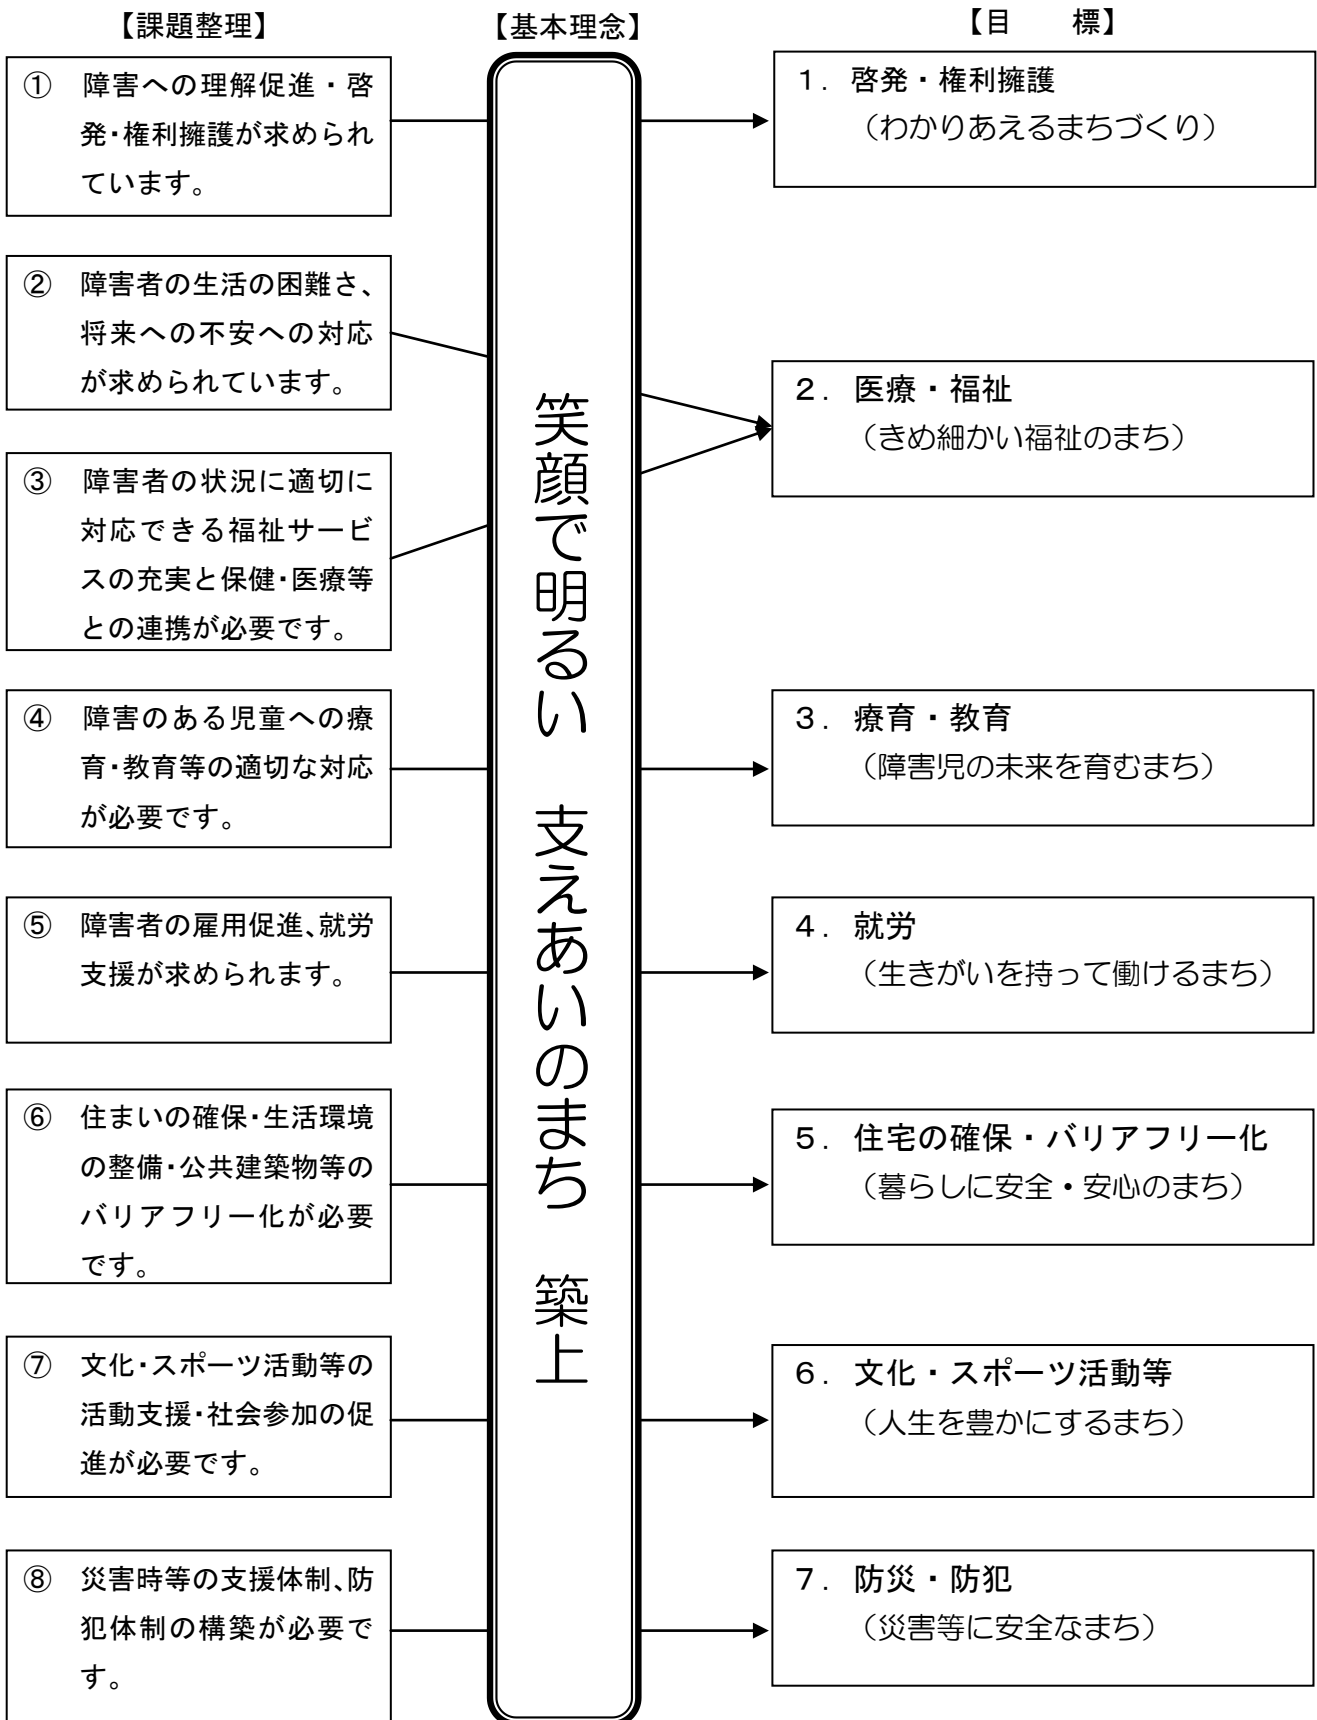 【課題整理】
① 障害への理解促進・啓
発・権利擁護が求められ
ています。
② 障害者の生活の困難さ、
将来への不安への対応
が求められています。
③ 障害者の状況に適切に
対応できる福祉サービ
スの充実と保健・医療等
との連携が必要です。
④ 障害のある児童への療
育・教育等の適切な対応
が必要です。
⑤ 障害者の雇用促進、就労
支援が求められます。
⑥ 住まいの確保・生活環境
の整備・公共建築物等の
バリアフリー化が必要
です。
⑦ 文化・スポーツ活動等の
活動支援・社会参加の促
進が必要です。
⑧ 災害時等の支援体制、防
犯体制の構築が必要で
す。
【基本理念】
笑顔で明るい 支えあいのまち 築上
【目　　標】
１．啓発・権利擁護
（わかりあえるまちづくり）
２．医療・福祉
（きめ細かい福祉のまち）
３．療育・教育
（障害児の未来を育むまち）
４．就労
（生きがいを持って働けるまち）
５．住宅の確保・バリアフリー化
（暮らしに安全・安心のまち）
６．文化・スポーツ活動等
（人生を豊かにするまち）
７．防災・防犯
（災害等に安全なまち）